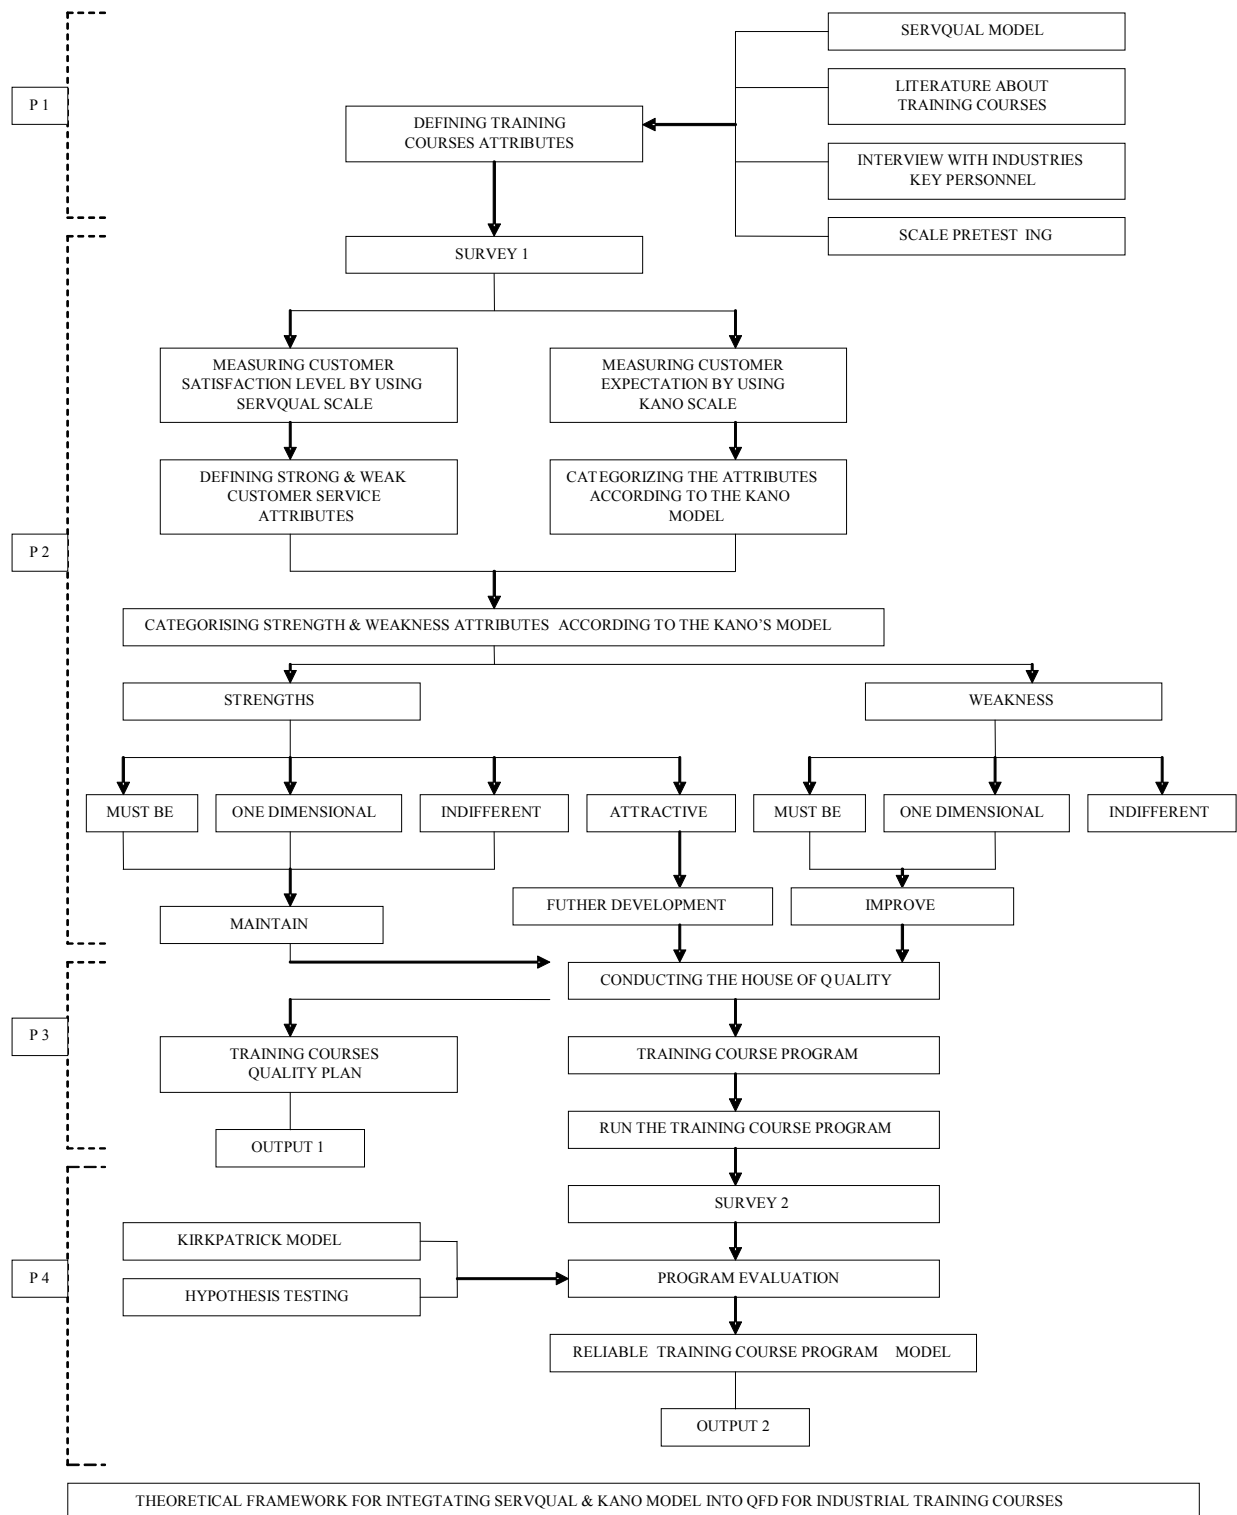 SERVQUAL MODEL
P 1
LITERATURE ABOUT
TRAINING COURSES
DEFINING TRAINING
COURSES ATTRIBUTES
INTERVIEW WITH INDUSTRIES
KEY PERSONNEL
SCALE PRETEST ING
SURVEY 1
MEASURING CUSTOMER
SATISFACTION LEVEL BY USING
SERVQUAL SCALE
MEASURING CUSTOMER
EXPECTATION BY USING
KANO SCALE
DEFINING STRONG & WEAK
CUSTOMER SERVICE
ATTRIBUTES
CATEGORIZING THE ATTRIBUTES
ACCORDING TO THE KANO
MODEL
P 2
CATEGORISING STRENGTH & WEAKNESS ATTRIBUTES ACCORDING TO THE KANO'S MODEL
STRENGTHS
WEAKNESS
MUST BE
ONE DIMENSIONAL
INDIFFERENT
ATTRACTIVE
MUST BE
ONE DIMENSIONAL
INDIFFERENT
MAINTAIN
FUTHER DEVELOPMENT
IMPROVE
CONDUCTING THE HOUSE OF QUALITY
P 3
TRAINING COURSES
QUALITY PLAN
TRAINING COURSE PROGRAM
RUN THE TRAINING COURSE PROGRAM
OUTPUT 1
SURVEY 2
KIRKPATRICK MODEL
P 4
PROGRAM EVALUATION
HYPOTHESIS TESTING
RELIABLE TRAINING COURSE PROGRAM MODEL
OUTPUT 2
THEORETICAL FRAMEWORK FOR INTEGTATING SERVQUAL & KANO MODEL INTO QFD FOR INDUSTRIAL TRAINING COURSES